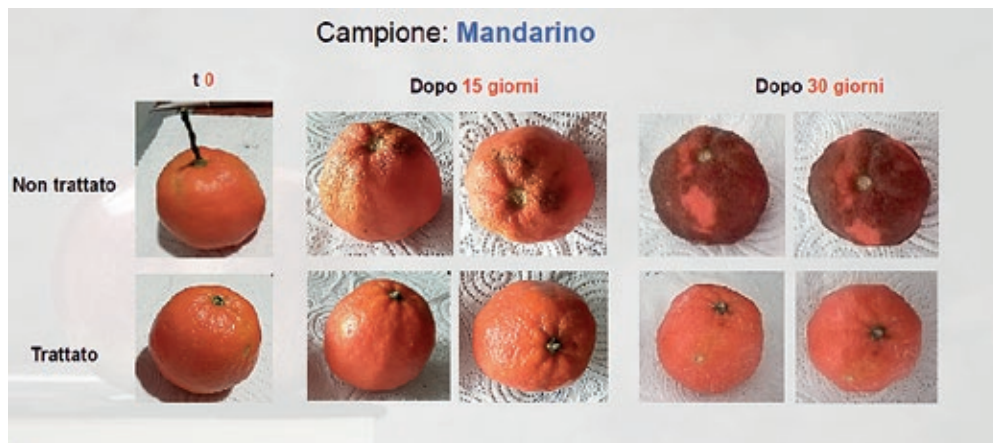 Campione: Mandarino
t 0
Dopo 15 giorni
Dopo 30 giorni
Non trattato
Trattato